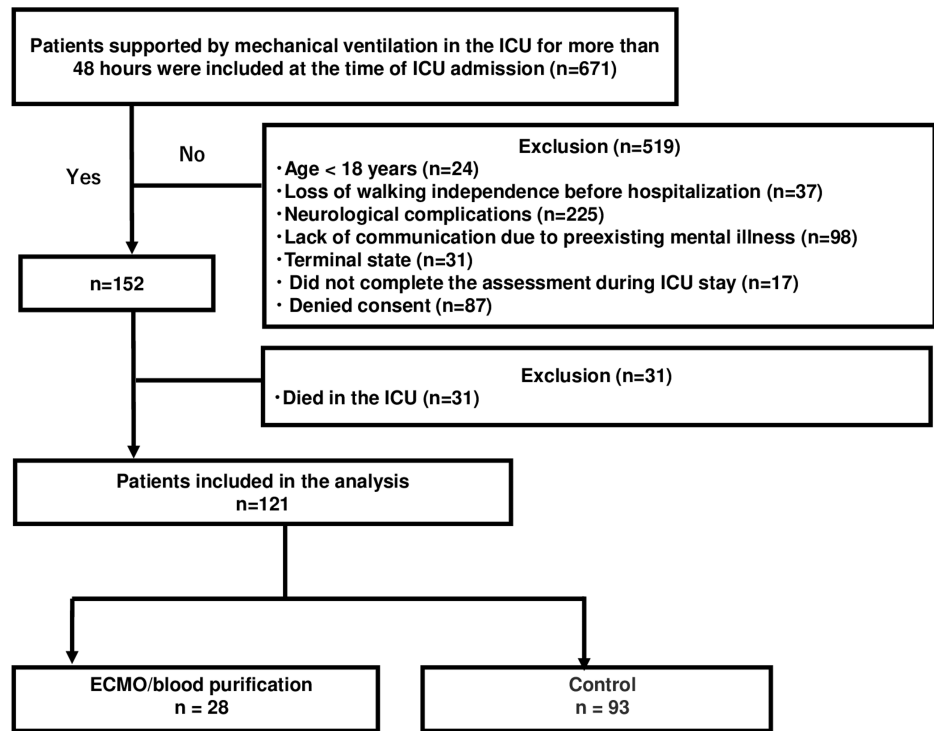 Patients supported by mechanical ventilation in the ICU for more than
48 hours were included at the time of ICU admission (n=671)
Yes
No
Exclusion (n=519)
・Age < 18 years (n=24)
・Loss of walking independence before hospitalization (n=37)
・Neurological complications (n=225)
・Lack of communication due to preexisting mental illness (n=98)
・Terminal state (n=31)
・ Did not complete the assessment during ICU stay (n=17)
・ Denied consent (n=87)
n=152
Exclusion (n=31)
・Died in the ICU (n=31)
Patients included in the analysis
n=121
ECMO/blood purification
n = 28
Control
n = 93